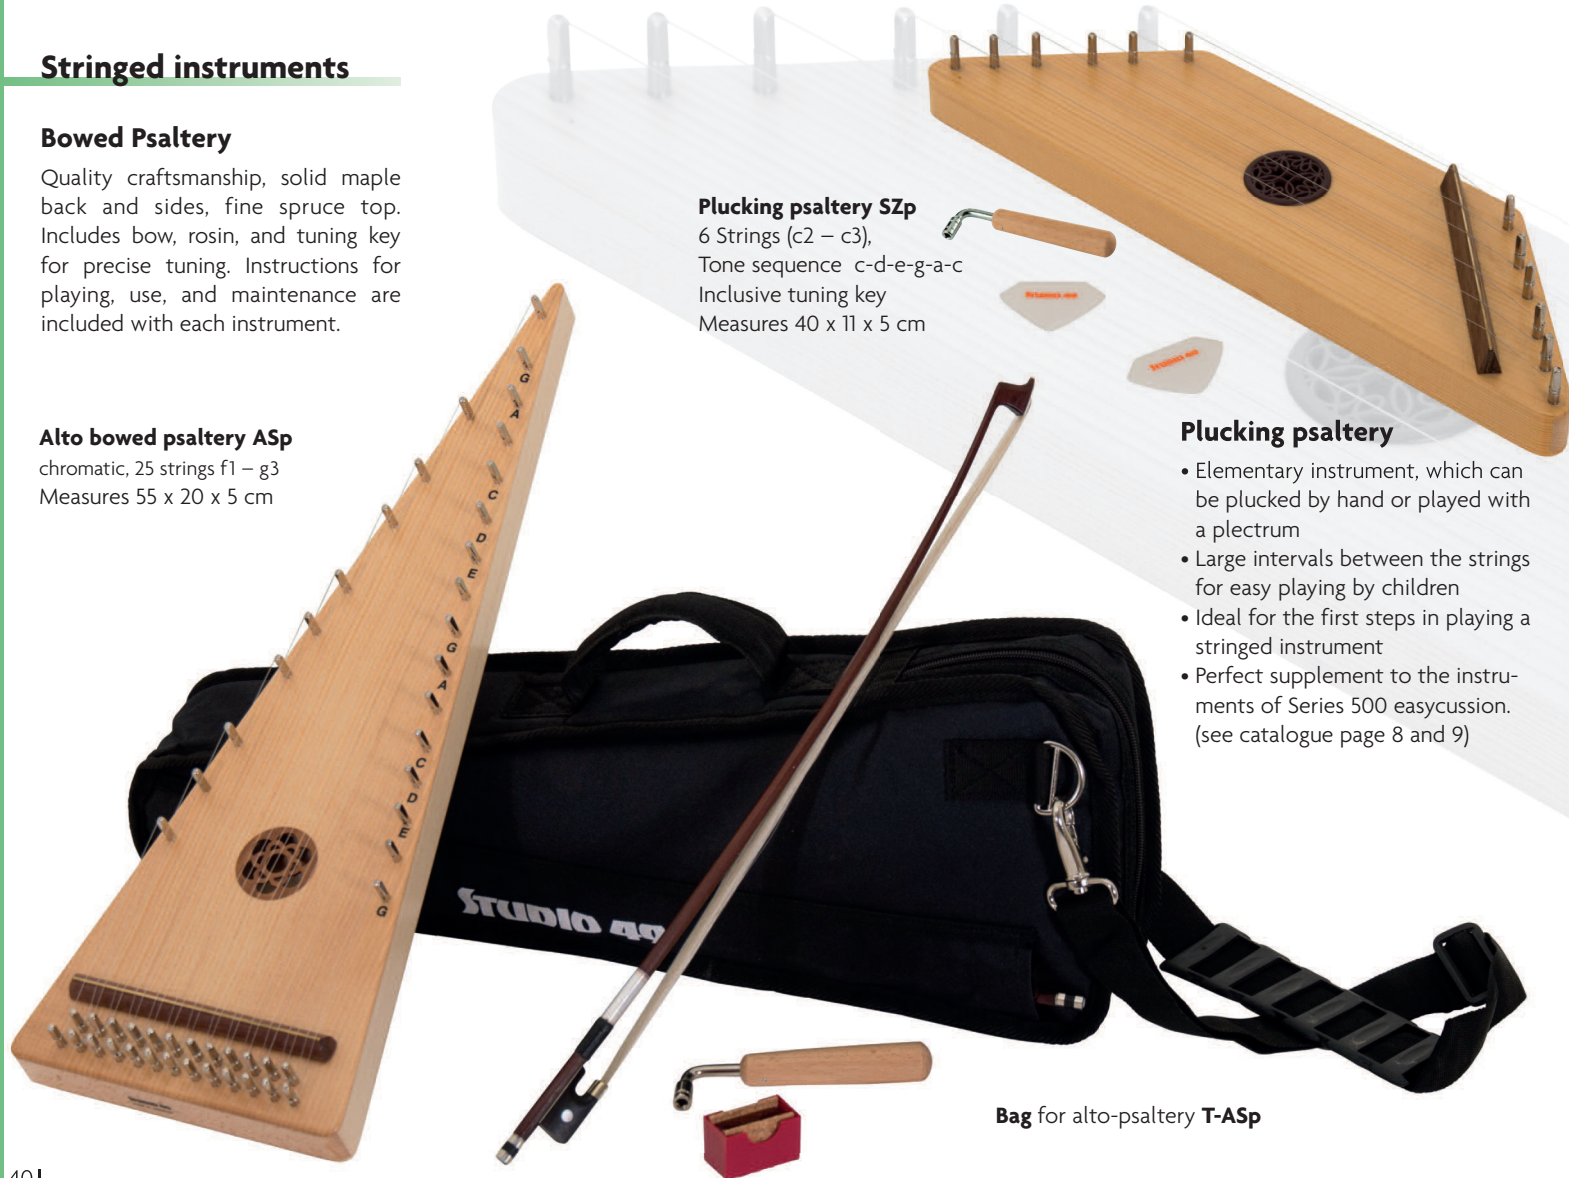 Stringed instruments
Bowed Psaltery
Quality craftsmanship, solid maple
back and sides, fine spruce top.
Includes bow, rosin, and tuning key
for precise tuning. Instructions for
playing, use, and maintenance are
included with each instrument.
Alto bowed psaltery ASp
chromatic, 25 strings f1 – g3
Measures 55 x 20 x 5 cm
Plucking psaltery SZp
6 Strings (c2 – c3),
Tone sequence c-d-e-g-a-c
Inclusive tuning key
Measures 40 x 11 x 5 cm
STUDIO 49
STUDIO 49
Plucking psaltery
• Elementary instrument, which can
be plucked by hand or played with
a plectrum
• Large intervals between the strings
for easy playing by children
• Ideal for the first steps in playing a
stringed instrument
• Perfect supplement to the instru-
ments of Series 500 easycussion.
(see catalogue page 8 and 9)
G
A
C
D
E
G
A
C
D
E
G
STUDIO 49
Bag for alto-psaltery T-ASp
40